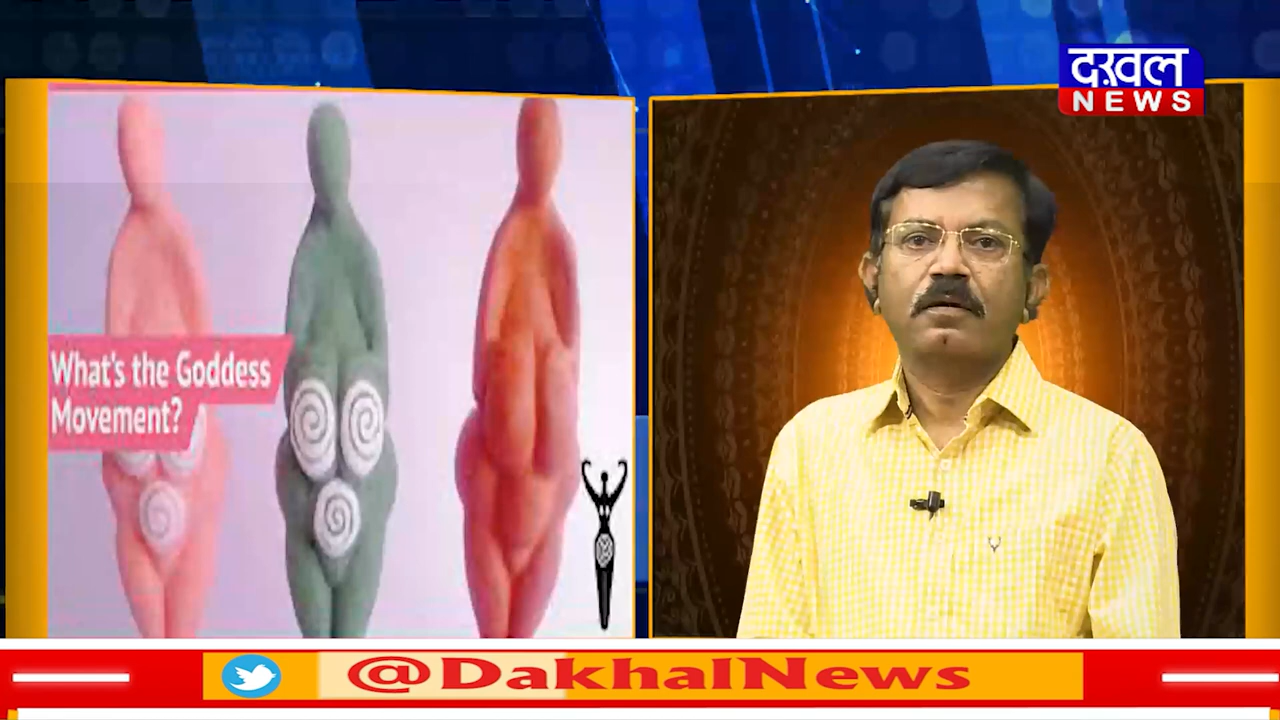 दख़ल
NEWS
What's the Goddess
Movement?
@DakhalNews